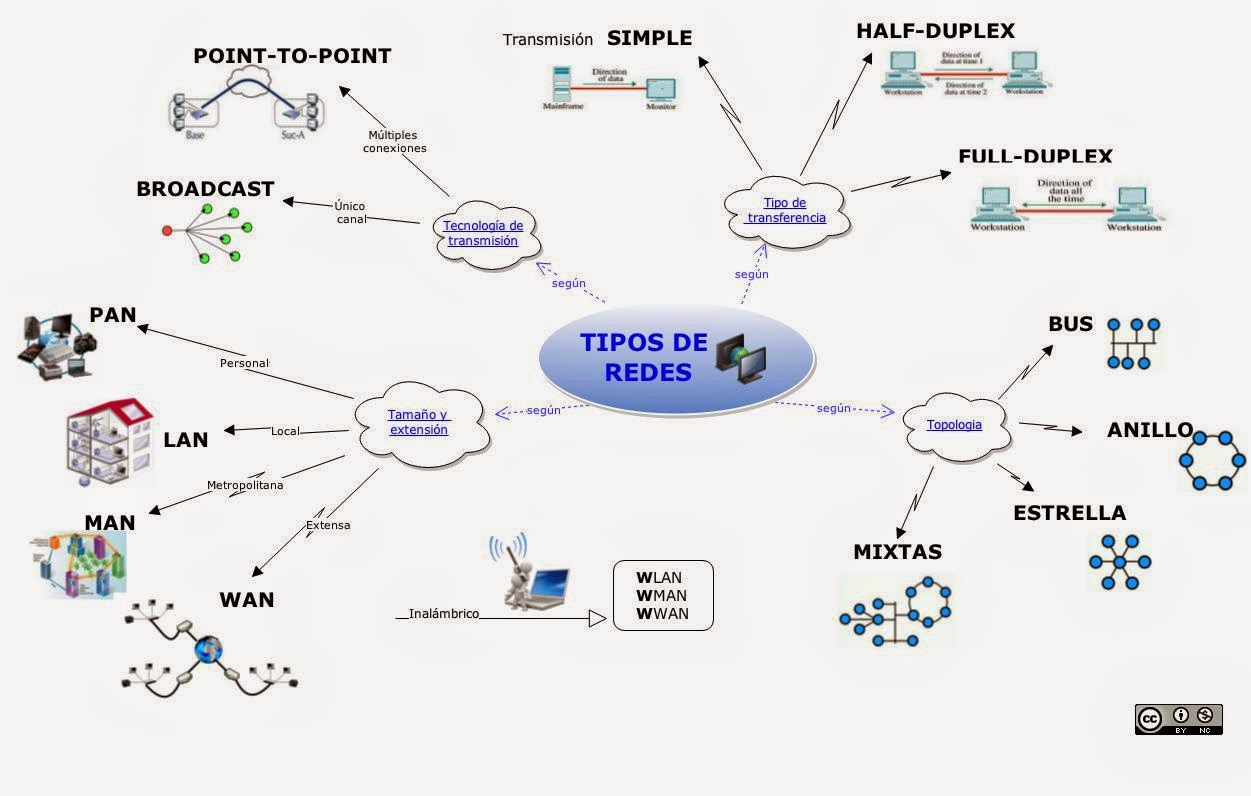 POINT-TO-POINT
Base
Suc-A
Múltiples
conexiones
BROADCAST
Único
canal
Tecnología de
transmisión
Transmisión SIMPLE
Direction
of data
Mainframe
Monitor
HALF-DUPLEX
Direction of
data at time 1
Direction of
data at time 2
Workstation
Workstation
FULL-DUPLEX
Direction of
data all
the time
Workstation
Workstation
Tipo de
transferencia
según
según
TIPOS DE
REDES
según
según
PAN
Personal
LAN
Local
Tamaño y
extensión
Metropolitana
MAN
Extensa
WAN
Inalámbrico
WLAN
WMAN
WWAN
BUS
Topologia
ANILLO
ESTRELLA
MIXTAS
cc
BY NC